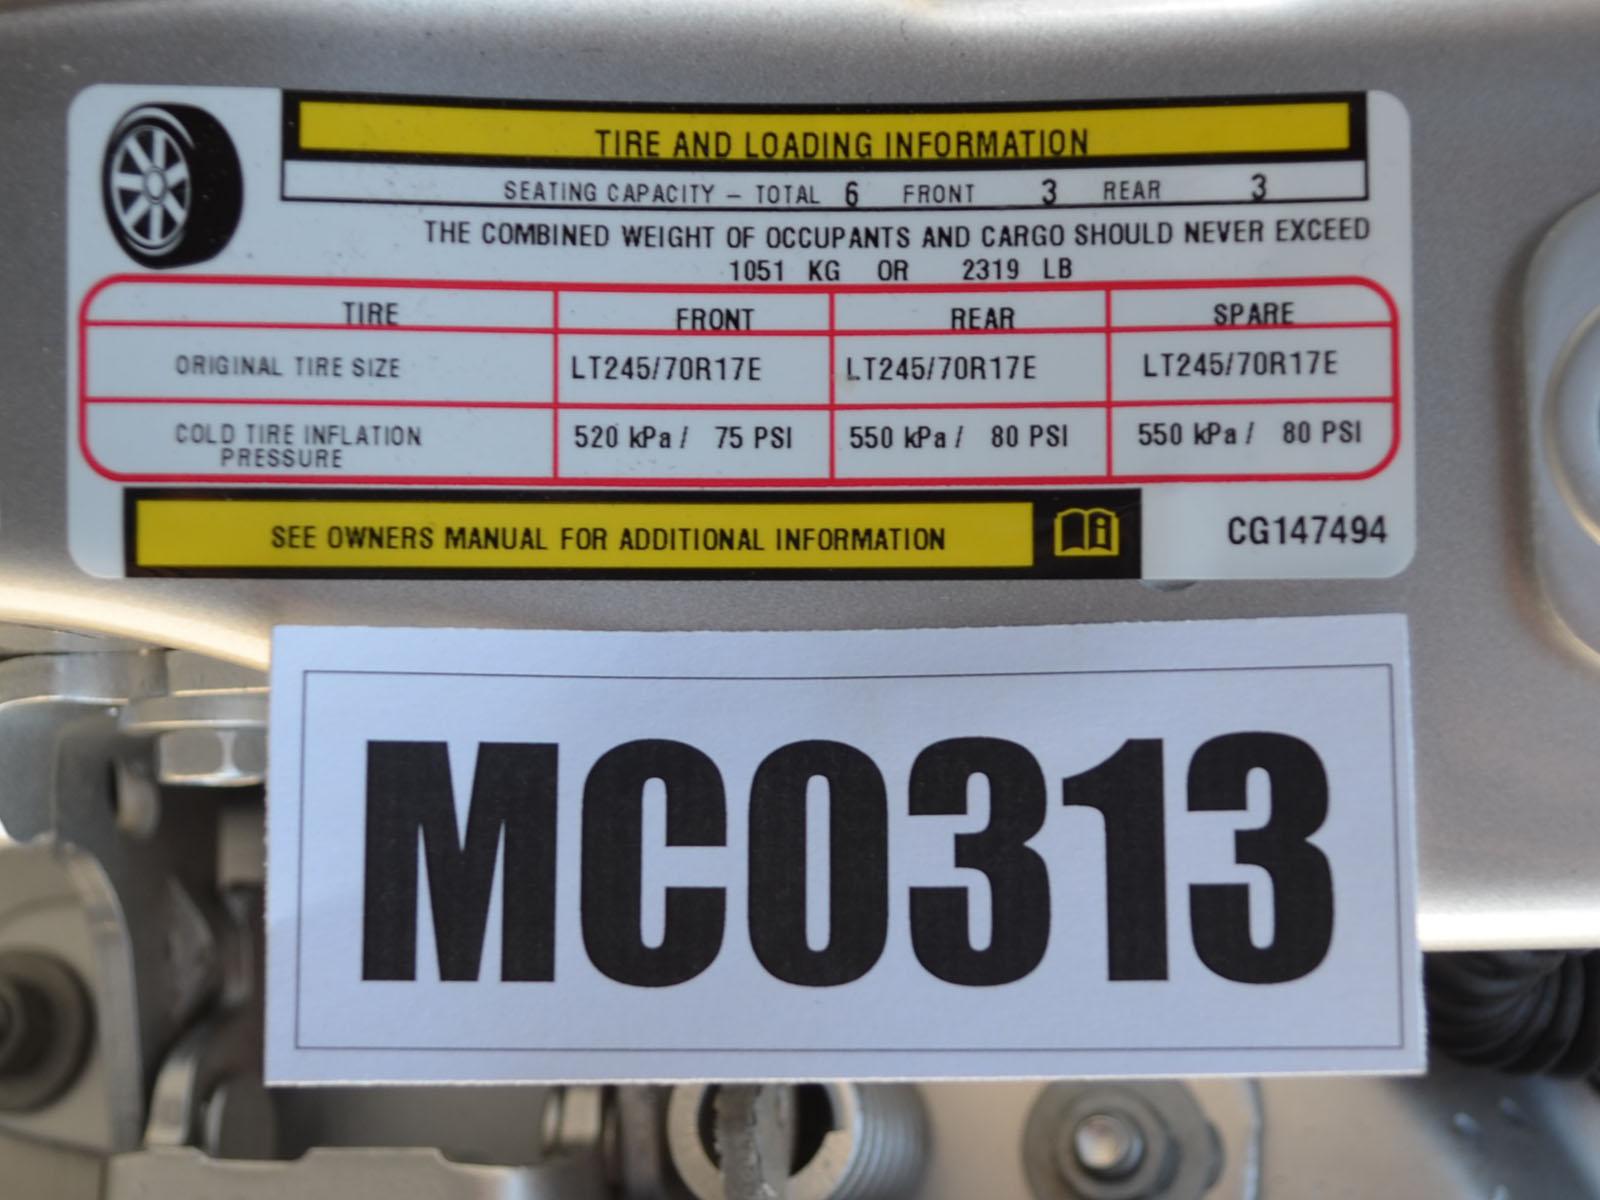 TIRE AND LOADING INFORMATION
SEATING CAPACITY – TOTAL 6 FRONT 3 REAR 3
THE COMBINED WEIGHT OF OCCUPANTS AND CARGO SHOULD NEVER EXCEED
1051 KG OR 2319 LB
TIRE FRONT REAR SPARE
ORIGINAL TIRE SIZE LT245/70R17E LT245/70R17E LT245/70R17E
COLD TIRE INFLATION PRESSURE 520 kPa / 75 PSI 550 kPa / 80 PSI 550 kPa / 80 PSI
SEE OWNERS MANUAL FOR ADDITIONAL INFORMATION
CG147494
MC0313